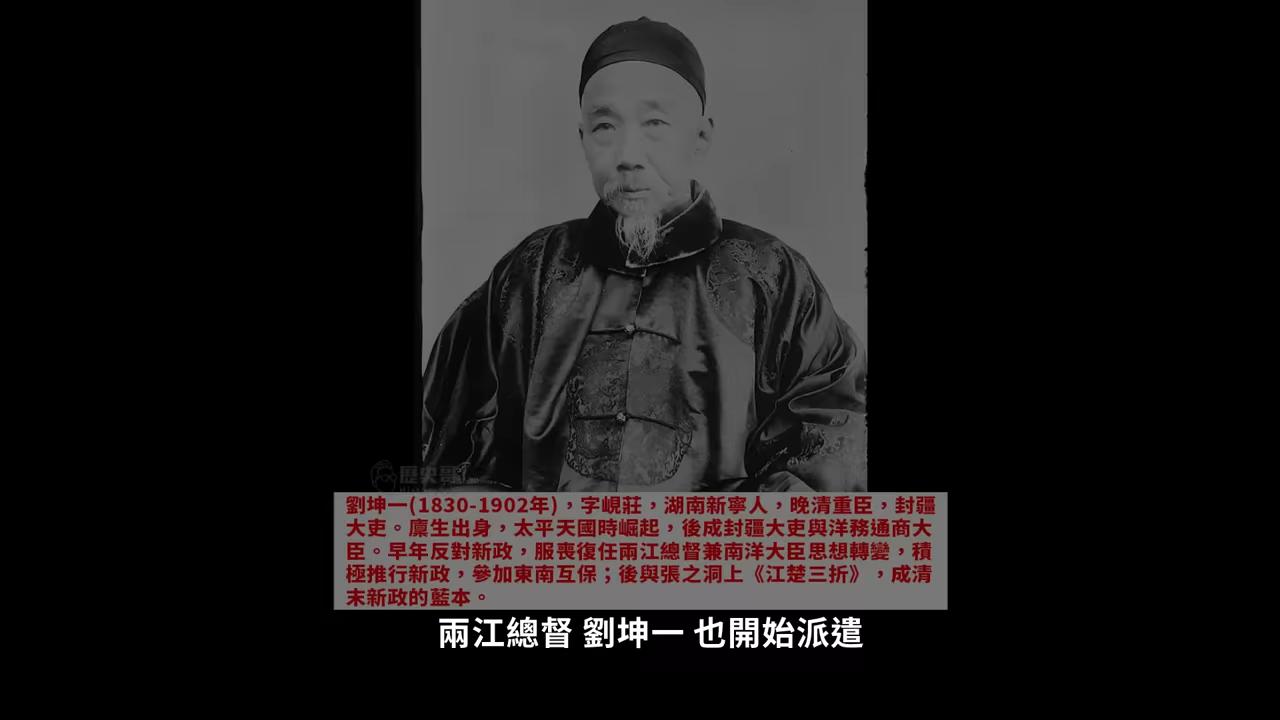 歷史哥
劉坤一(1830-1902年)，字峴莊，湖南新寧人，晚清重臣，封疆
大吏。廪生出身，太平天國時崛起，後成封疆大吏與洋務通商大
臣。早年反對新政，服喪復任兩江總督兼南洋大臣思想轉變，積
極推行新政，參加東南互保；後與張之洞上《江楚三折》，成清
末新政的藍本。
兩江總督 劉坤一 也開始派遣